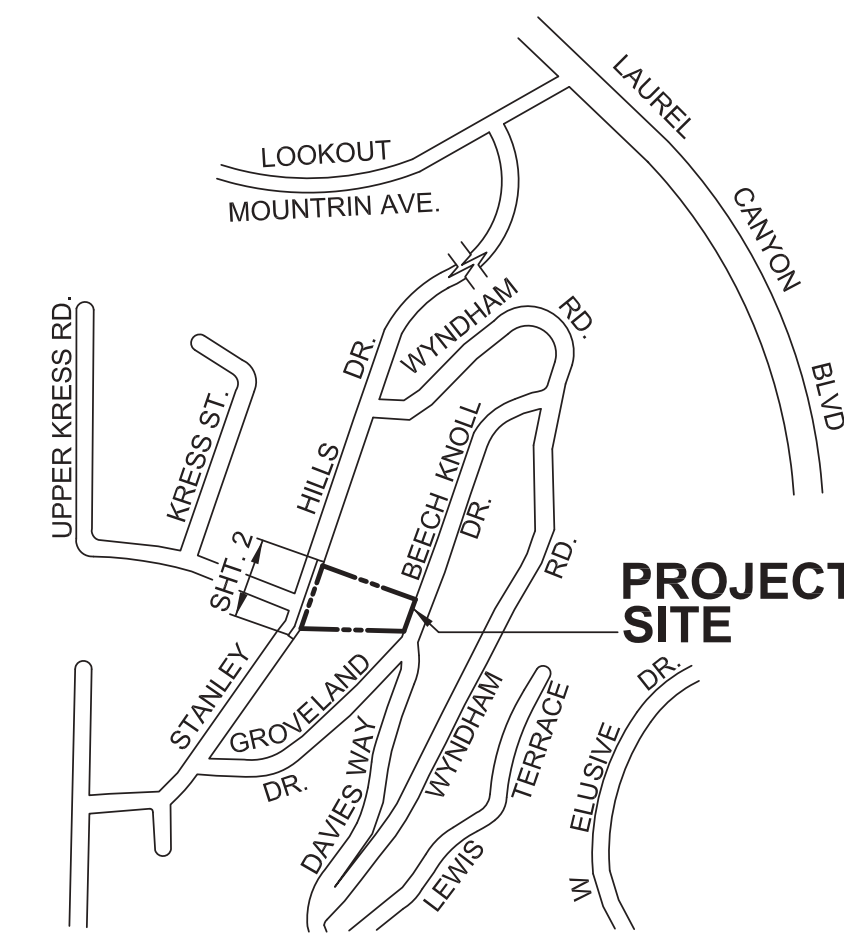 LAUREL
CANYON
BLVD
LOOKOUT
MOUNTRIN AVE.
WYNDHAM
RD.
UPPER KRESS RD.
KRESS ST.
DR.
HILLS
STANLEY
BEECH KNOLL
DR.
SHT. 2
RD.
PROJECT
SITE
GROVELAND
DR.
DAVIES WAY
WYNDHAM
TERRACE
LEWIS
DR.
ELUSIVE
W